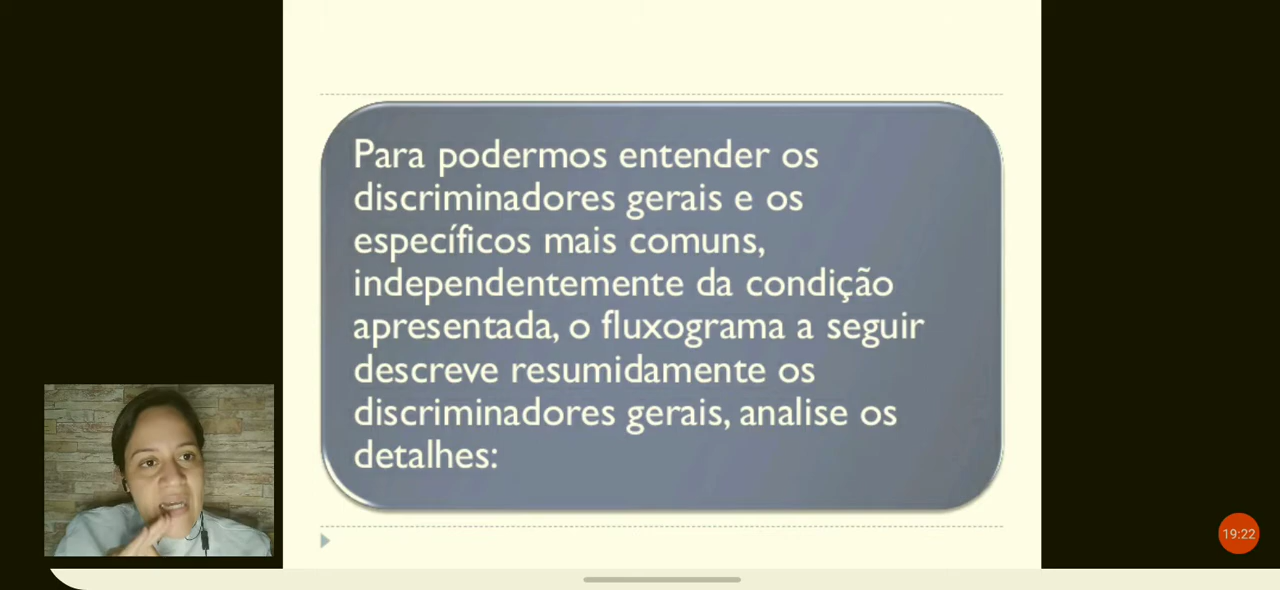 Para podermos entender os
discriminadores gerais e os
específicos mais comuns,
independentemente da condição
apresentada, o fluxograma a seguir
descreve resumidamente os
discriminadores gerais, analise os
detalhes:
19:22